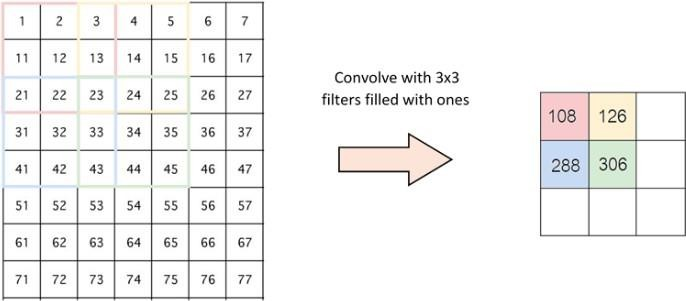 1 2 3 4 5 6 7
11 12 13 14 15 16 17
21 22 23 24 25 26 27
31 32 33 34 35 36 37
41 42 43 44 45 46 47
51 52 53 54 55 56 57
61 62 63 64 65 66 67
71 72 73 74 75 76 77
Convolve with 3x3
filters filled with ones
108 126
288 306